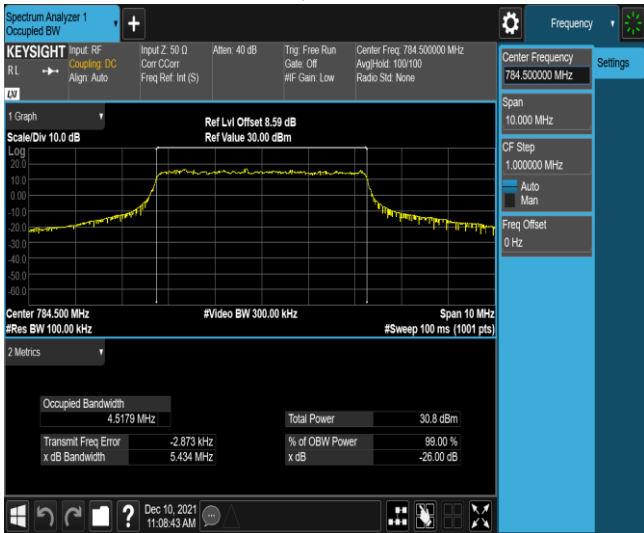 Spectrum Analyzer 1
Occupied BW
Frequency
KEYSIGHT
RL
LXI
Input: RF
Coupling: DC
Align: Auto
Input Z: 50 Ω
Corr CCorr
Freq Ref: Int (S)
Atten: 40 dB
Trig: Free Run
Gate: Off
#IF Gain: Low
Center Freq: 784.500000 MHz
Avg|Hold: 100/100
Radio Std: None
Center Frequency
784.500000 MHz
Settings
Span
10.000 MHz
CF Step
1.000000 MHz
Auto
Man
Freq Offset
0 Hz
1 Graph
Scale/Div 10.0 dB
Ref Lvl Offset 8.59 dB
Ref Value 30.00 dBm
Log
20.0
10.0
0.00
-10.0
-20.0
-30.0
-40.0
-50.0
-60.0
Center 784.500 MHz
#Video BW 300.00 kHz
Span 10 MHz
#Res BW 100.00 kHz
#Sweep 100 ms (1001 pts)
2 Metrics
Occupied Bandwidth
4.5179 MHz
Total Power 30.8 dBm
Transmit Freq Error -2.873 kHz
% of OBW Power 99.00 %
x dB Bandwidth 5.434 MHz
x dB -26.00 dB
?
Dec 10, 2021
11:08:43 AM